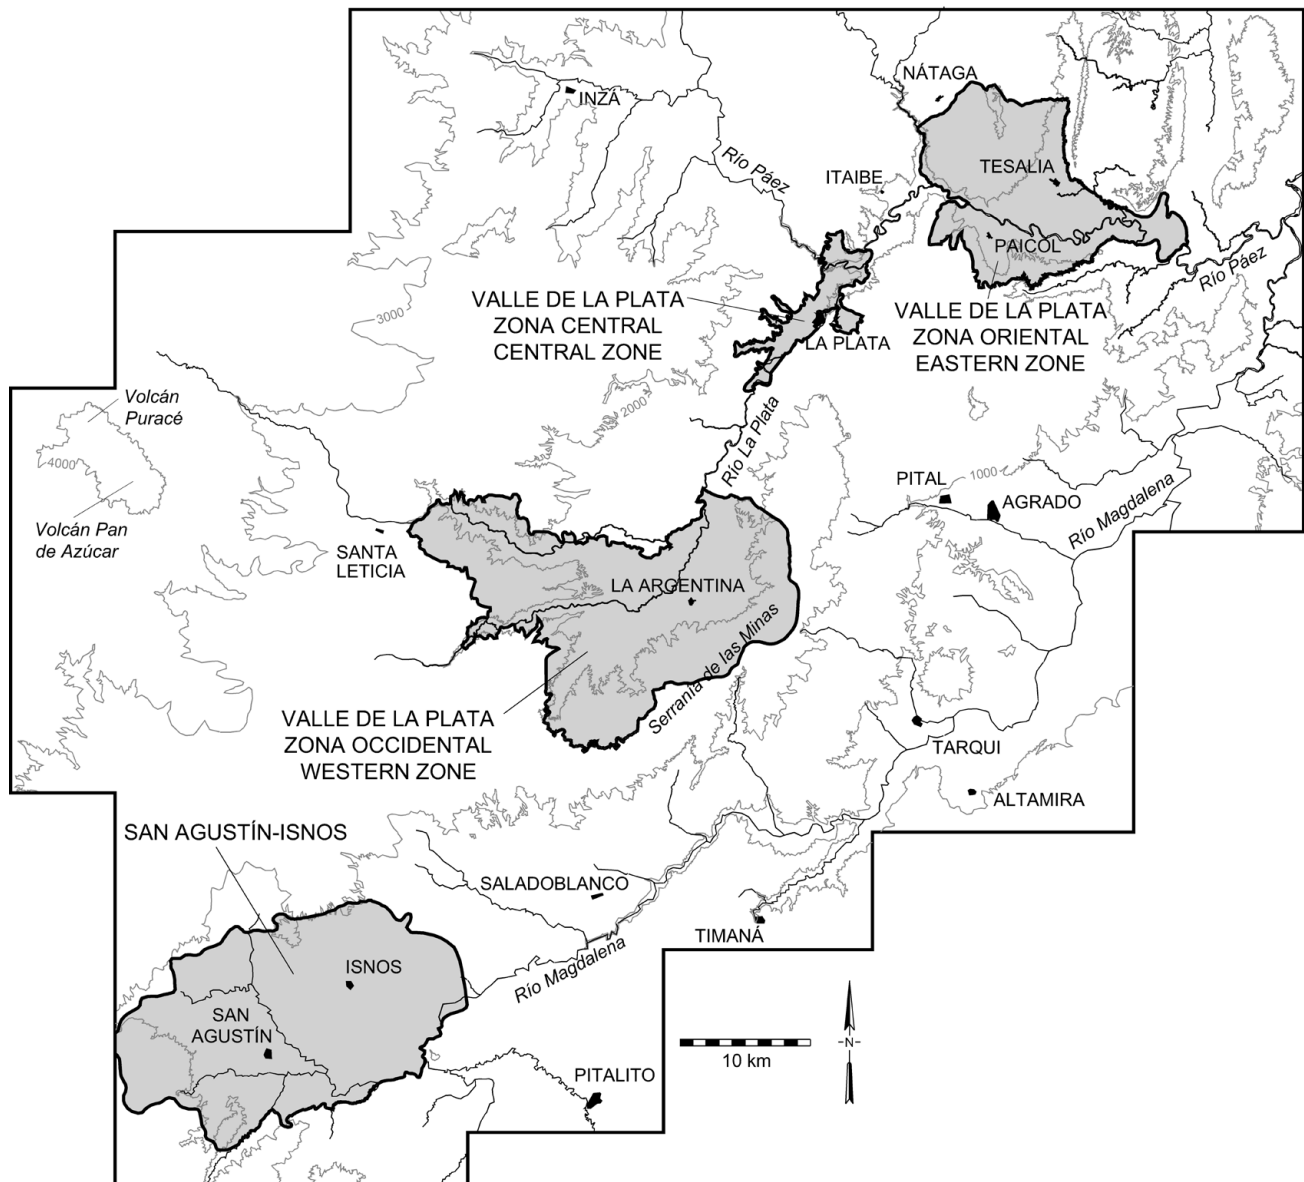 NÁTAGA
INZÁ
Río Páez
ITAIBE
TESALIA
PAICOL
Río Páez
VALLE DE LA PLATA
ZONA CENTRAL
CENTRAL ZONE
LA PLATA
VALLE DE LA PLATA
ZONA ORIENTAL
EASTERN ZONE
3000
Volcán
Puracé
2000
Río La Plata
4000
Volcán Pan
de Azúcar
PITAL
1000
AGRADO
Río Magdalena
SANTA
LETICIA
LA ARGENTINA
Serranía de las Minas
VALLE DE LA PLATA
ZONA OCCIDENTAL
WESTERN ZONE
TARQUI
ALTAMIRA
SAN AGUSTÍN-ISNOS
SALADOBLANCO
TIMANÁ
Río Magdalena
ISNOS
SAN
AGUSTÍN
PITALITO
10 km
N